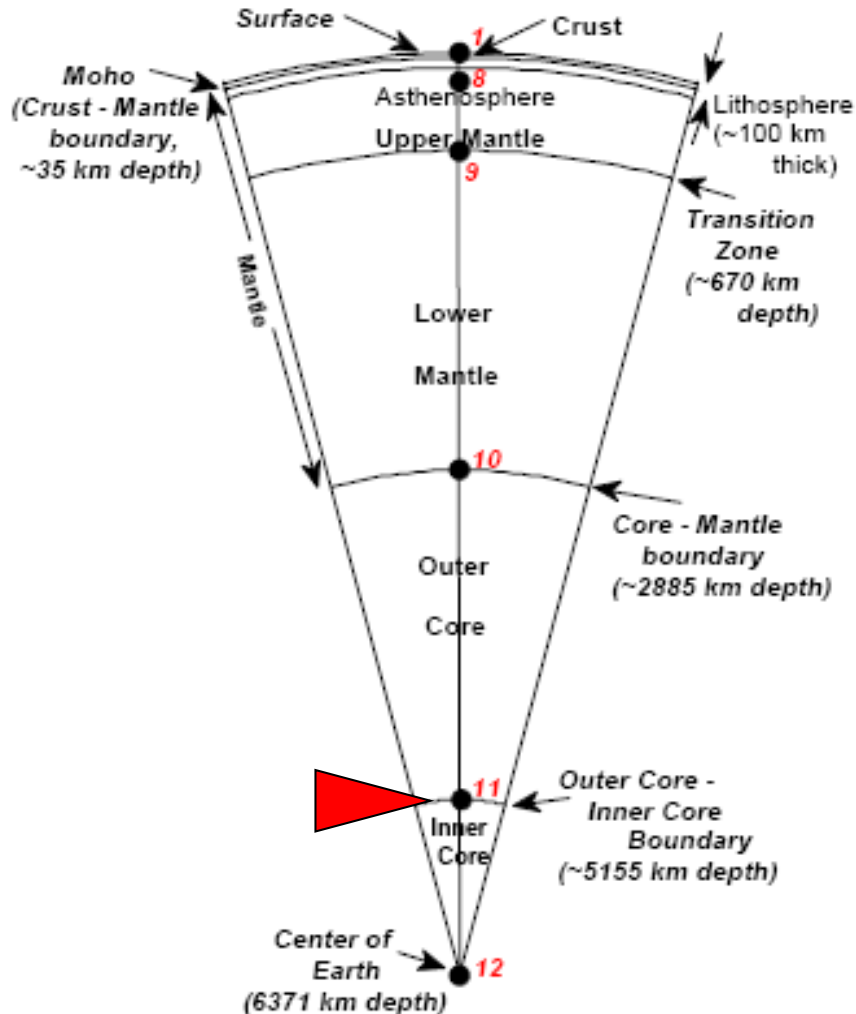 Surface
1
Crust
Moho
(Crust - Mantle
boundary,
~35 km depth)
8
Asthenosphere
Lithosphere
(~100 km
thick)
Upper Mantle
9
Transition
Zone
(~670 km
depth)
Mantle
Lower
Mantle
10
Core - Mantle
boundary
(~2885 km depth)
Outer
Core
11
Outer Core -
Inner Core
Boundary
(~5155 km depth)
Inner
Core
Center of
Earth
(6371 km depth)
12